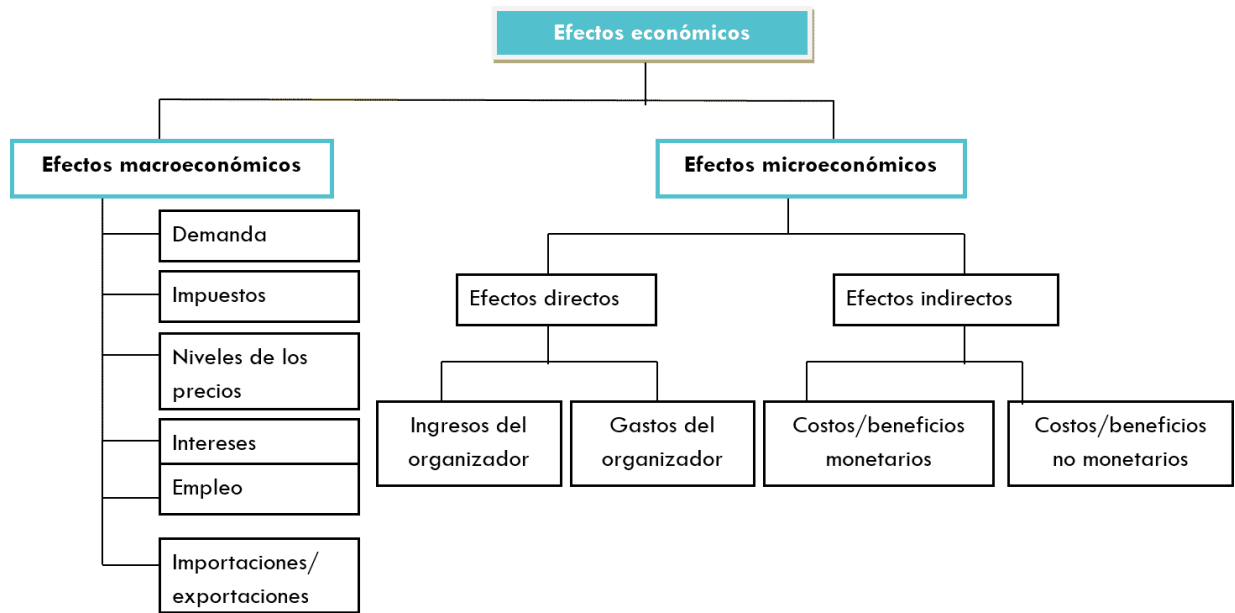 Efectos económicos
Efectos macroeconómicos
Demanda
Impuestos
Niveles de los
precios
Intereses
Empleo
Importaciones/
exportaciones
Efectos microeconómicos
Efectos directos
Ingresos del
organizador
Gastos del
organizador
Efectos indirectos
Costos/beneficios
monetarios
Costos/beneficios
no monetarios